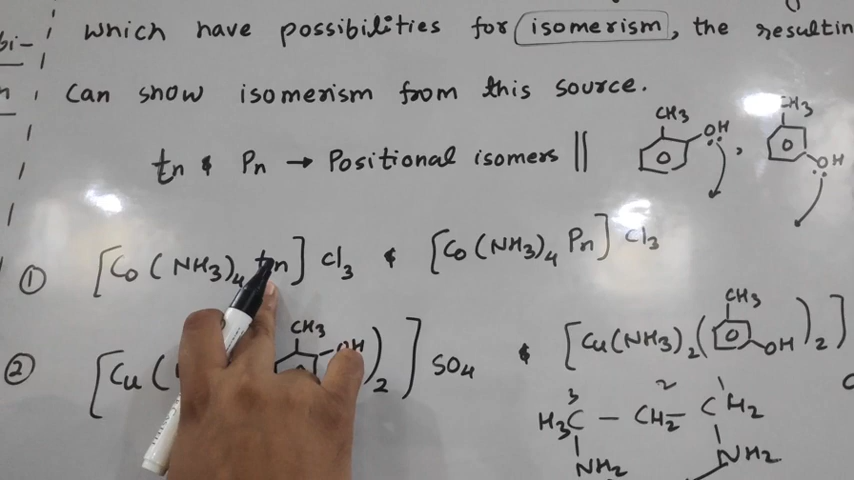 which have possibilities for isomerism, the resultin
bi-
can show isomerism from this source.
tn & Pn → Positional isomers || CH3 OH , CH3 OH
① [Co(NH3)4 tn] Cl3 & [Co(NH3)4 Pn] Cl3
② [Cu( CH3 OH )2] SO4 & [Cu(NH3)2( CH3 OH )2]
3 2 1
H3C — CH2 — CH2
NH2 NH2